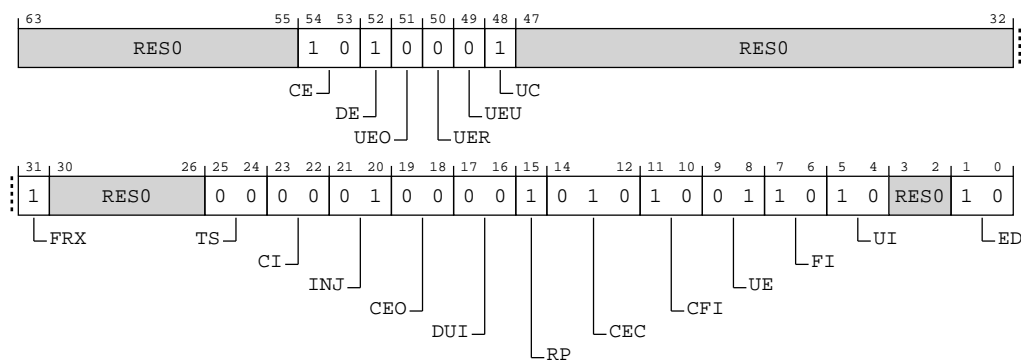 63 55 54 53 52 51 50 49 48 47 32
RES0 1 0 1 0 0 0 1 RES0
CE UC
DE UEU
UEO UER
31 30 26 25 24 23 22 21 20 19 18 17 16 15 14 12 11 10 9 8 7 6 5 4 3 2 1 0
1 RES0 0 0 0 0 0 1 0 0 0 0 1 0 1 0 1 0 0 1 1 0 1 0 RES0 1 0
FRX TS UI ED
CI FI
INJ UE
CEO CFI
DUI CEC
RP